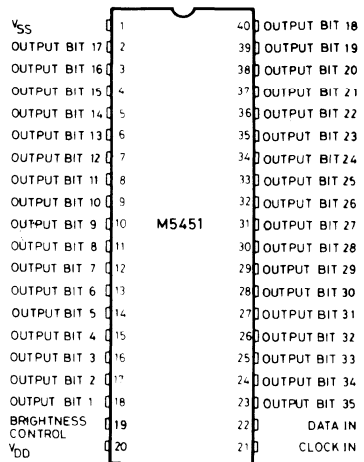 VSS 1 40 OUTPUT BIT 18
OUTPUT BIT 17 2 39 OUTPUT BIT 19
OUTPUT BIT 16 3 38 OUTPUT BIT 20
OUTPUT BIT 15 4 37 OUTPUT BIT 21
OUTPUT BIT 14 5 36 OUTPUT BIT 22
OUTPUT BIT 13 6 35 OUTPUT BIT 23
OUTPUT BIT 12 7 34 OUTPUT BIT 24
OUTPUT BIT 11 8 33 OUTPUT BIT 25
OUTPUT BIT 10 9 32 OUTPUT BIT 26
OUTPUT BIT 9 10 M5451 31 OUTPUT BIT 27
OUTPUT BIT 8 11 30 OUTPUT BIT 28
OUTPUT BIT 7 12 29 OUTPUT BIT 29
OUTPUT BIT 6 13 28 OUTPUT BIT 30
OUTPUT BIT 5 14 27 OUTPUT BIT 31
OUTPUT BIT 4 15 26 OUTPUT BIT 32
OUTPUT BIT 3 16 25 OUTPUT BIT 33
OUTPUT BIT 2 17 24 OUTPUT BIT 34
OUTPUT BIT 1 18 23 OUTPUT BIT 35
BRIGHTNESS CONTROL 19 22 DATA IN
VDD 20 21 CLOCK IN